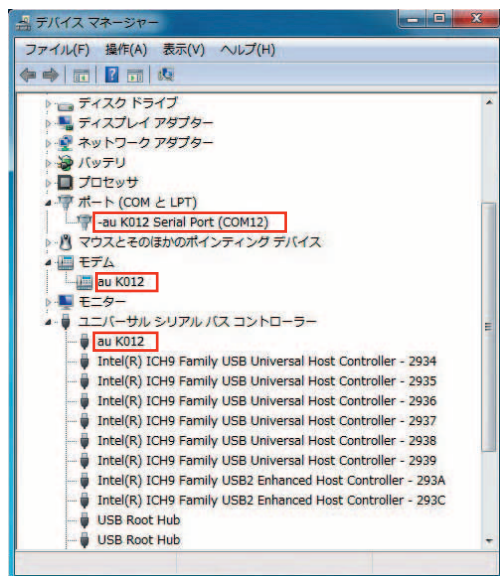 デバイス マネージャー
ファイル(F) 操作(A) 表示(V) ヘルプ(H)
ディスク ドライブ
ディスプレイ アダプター
ネットワーク アダプター
バッテリ
プロセッサ
ポート (COM と LPT)
-au K012 Serial Port (COM12)
マウスとそのほかのポインティング デバイス
モデム
au K012
モニター
ユニバーサル シリアル バス コントローラー
au K012
Intel(R) ICH9 Family USB Universal Host Controller - 2934
Intel(R) ICH9 Family USB Universal Host Controller - 2935
Intel(R) ICH9 Family USB Universal Host Controller - 2936
Intel(R) ICH9 Family USB Universal Host Controller - 2937
Intel(R) ICH9 Family USB Universal Host Controller - 2938
Intel(R) ICH9 Family USB Universal Host Controller - 2939
Intel(R) ICH9 Family USB2 Enhanced Host Controller - 293A
Intel(R) ICH9 Family USB2 Enhanced Host Controller - 293C
USB Root Hub
USB Root Hub